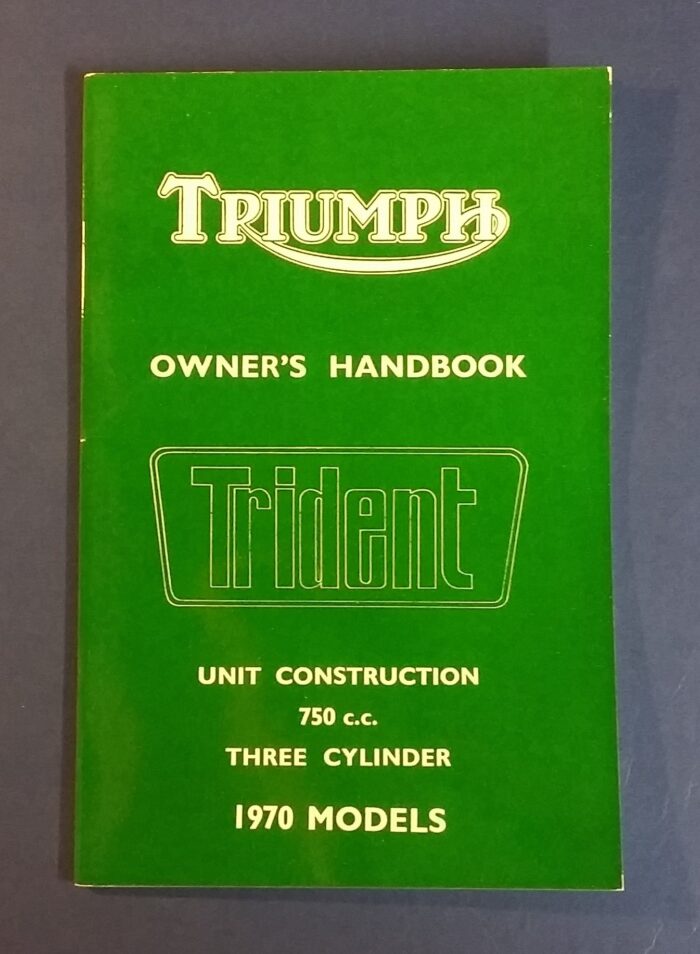 TRIUMPH
OWNER'S HANDBOOK
Trident
UNIT CONSTRUCTION
750 c.c.
THREE CYLINDER
1970 MODELS